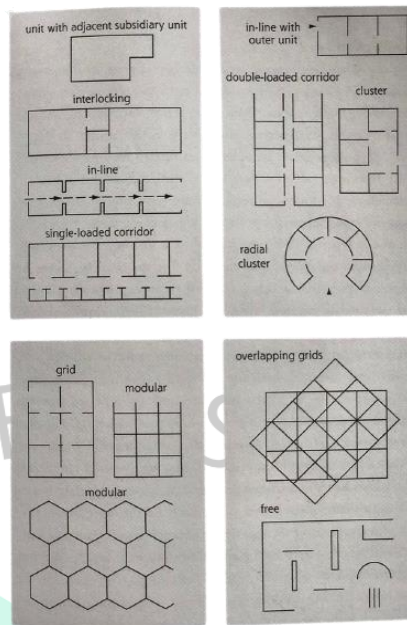 unit with adjacent subsidiary unit
interlocking
in-line
single-loaded corridor
in-line with
outer unit
double-loaded corridor
cluster
radial
cluster
grid
modular
modular
overlapping grids
free